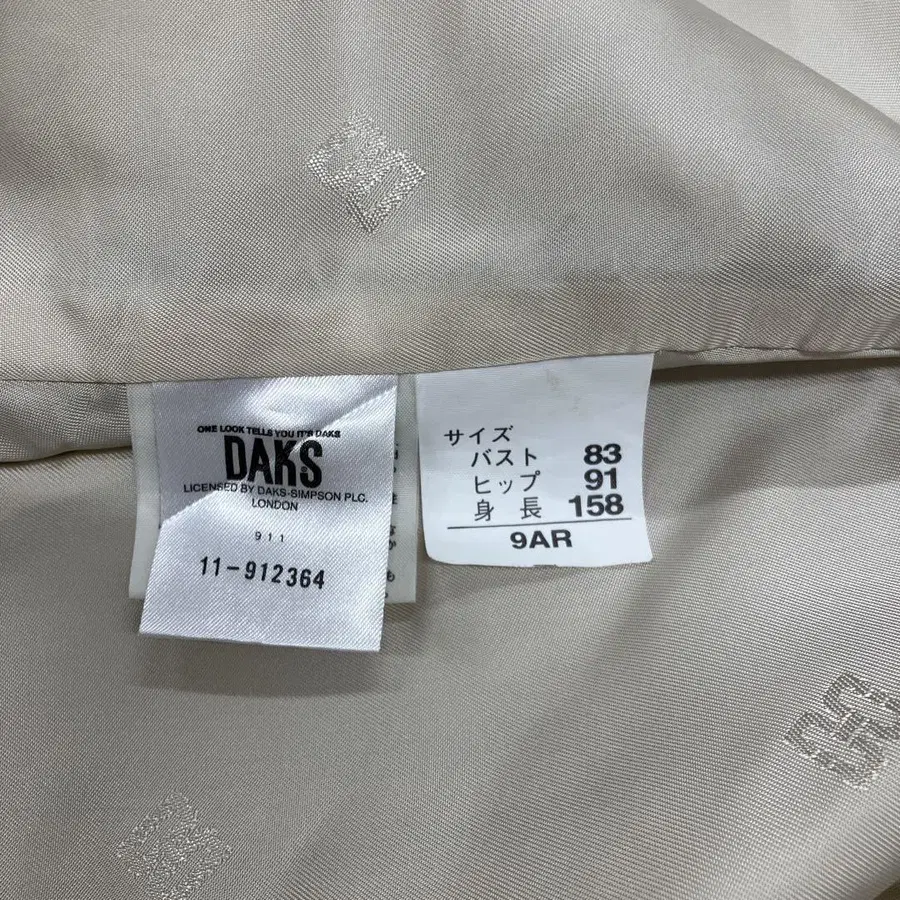 ONE LOOK TELLS YOU IT'S DAKS
DAKS
LICENSED BY DAKS-SIMPSON PLC.
LONDON
911
11-912364
サイズ
バスト 83
ヒップ 91
身長 158
9AR